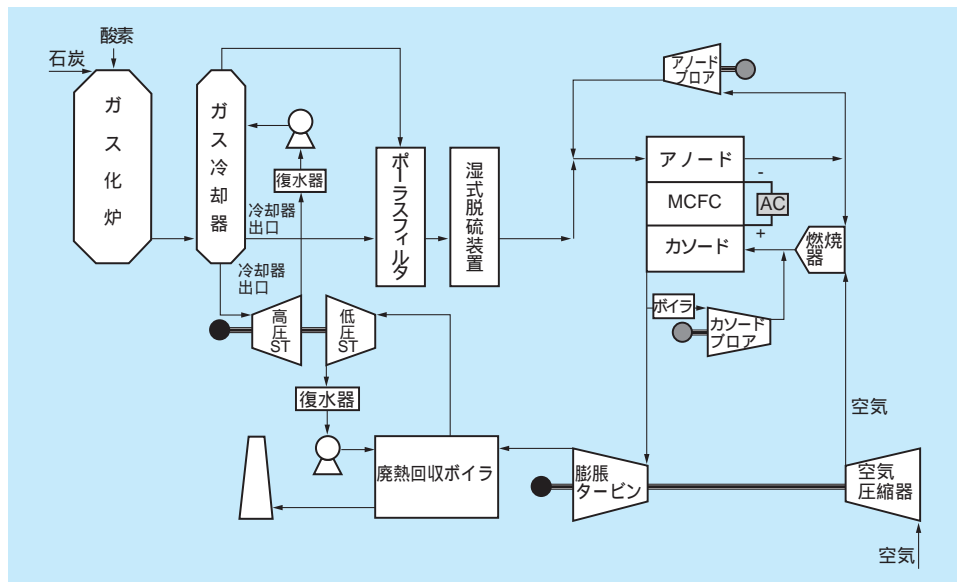 酸素
石炭
ガス化炉
ガス冷却器
復水器
冷却器
出口
冷却器
出口
ポーラスフィルタ
湿式脱硫装置
アノード
ブロア
アノード
MCFC
カソード
-
AC
+
燃焼
器
ボイラ
カソード
ブロア
高圧
ST
低圧
ST
復水器
廃熱回収ボイラ
膨脹
タービン
空気
空気
圧縮器
空気